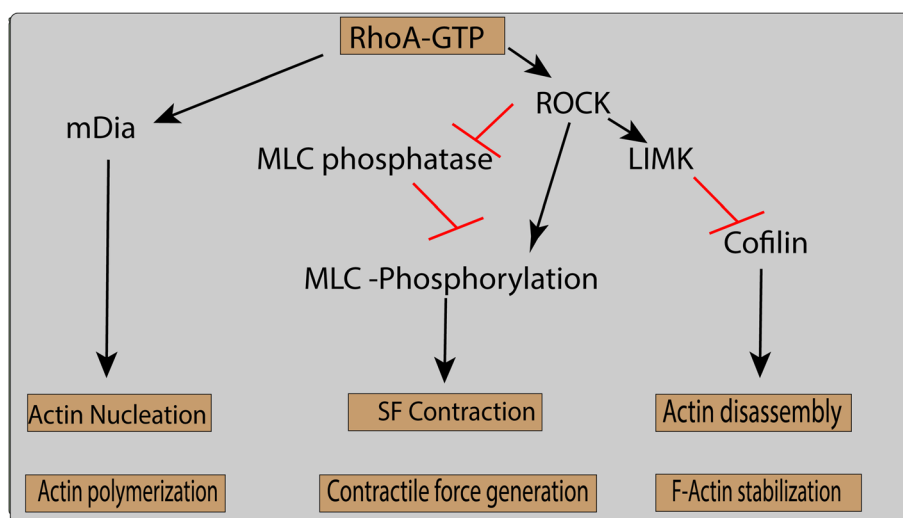 RhoA-GTP
ROCK
mDia
MLC phosphatase
LIMK
Cofilin
MLC -Phosphorylation
Actin Nucleation
SF Contraction
Actin disassembly
Actin polymerization
Contractile force generation
F-Actin stabilization